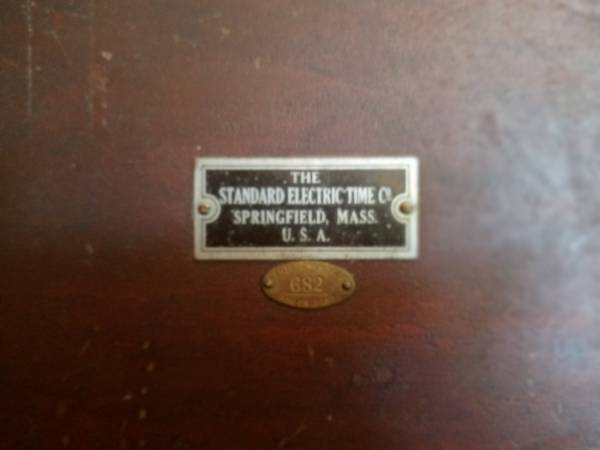 THE
STANDARD ELECTRIC TIME CO.
SPRINGFIELD, MASS.
U. S. A.
682